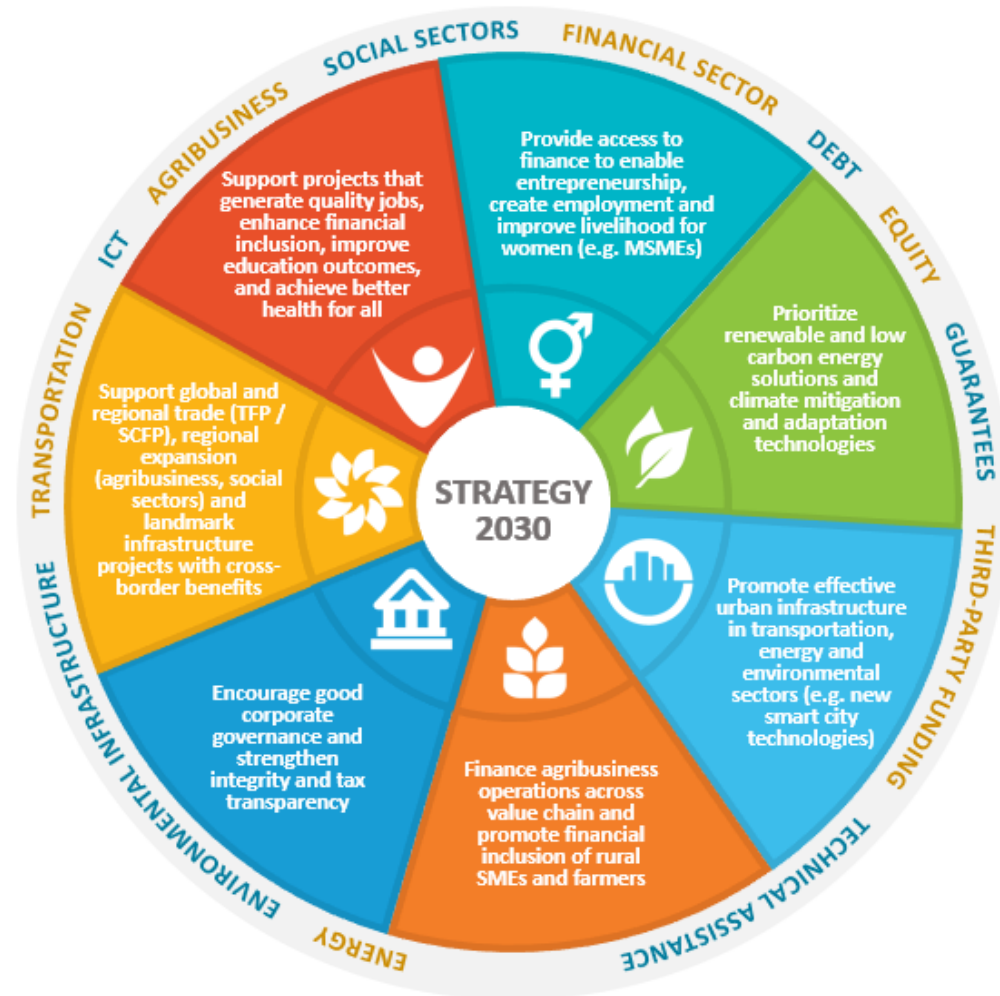 SOCIAL SECTORS
FINANCIAL SECTOR
DEBT
EQUITY
GUARANTEES
THIRD-PARTY FUNDING
TECHNICAL ASSISTANCE
ENERGY
ENVIRONMENTAL INFRASTRUCTURE
TRANSPORTATION
ICT
AGRIBUSINESS
Support projects that
generate quality jobs,
enhance financial
inclusion, improve
education outcomes,
and achieve better
health for all
Provide access to
finance to enable
entrepreneurship,
create employment and
improve livelihood for
women (e.g. MSMEs)
Prioritize
renewable and low
carbon energy
solutions and
climate mitigation
and adaptation
technologies
Promote effective
urban infrastructure
in transportation,
energy and
environmental
sectors (e.g. new
smart city
technologies)
Finance agribusiness
operations across
value chain and
promote financial
inclusion of rural
SMEs and farmers
Encourage good
corporate
governance and
strengthen
integrity and tax
transparency
Support global and
regional trade (TFP /
SCFP), regional
expansion
(agribusiness, social
sectors) and
landmark
infrastructure
projects with cross-
border benefits
STRATEGY
2030